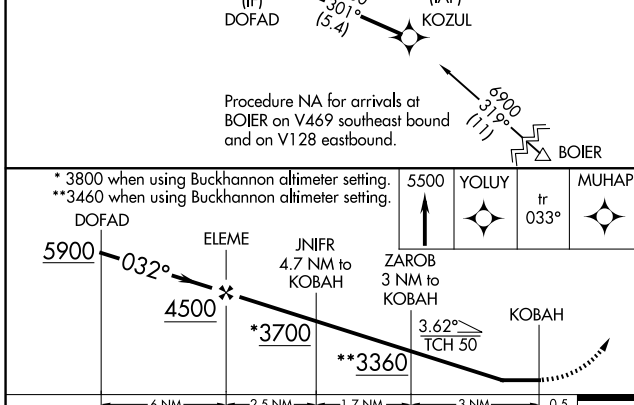 (IF)
(IAF)
DOFAD
301°
(5.4)
KOZUL
Procedure NA for arrivals at
BOIER on V469 southeast bound
and on V128 eastbound.
6900
319°
(11)
BOIER
* 3800 when using Buckhannon altimeter setting.
**3460 when using Buckhannon altimeter setting.
5500
YOLUY
tr
033°
MUHAP
DOFAD
ELEME
JNIFR
4.7 NM to
KOBAH
ZAROB
3 NM to
KOBAH
KOBAH
5900
032°
4500
*3700
**3360
3.62°
TCH 50
6 NM
2.5 NM
1.7 NM
3 NM
0.5